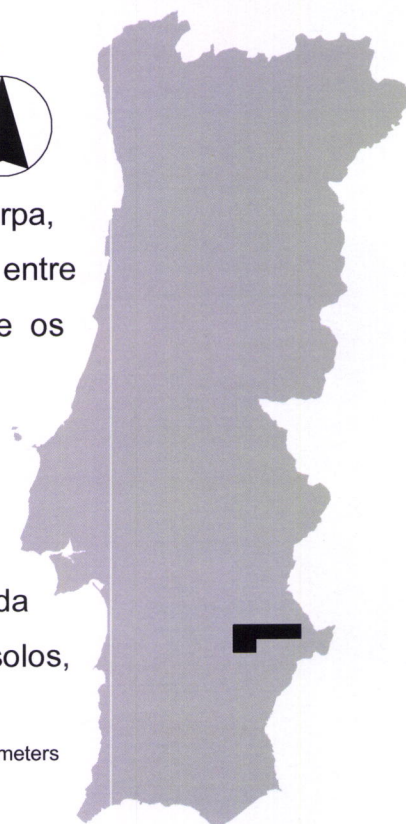 rpa,
entre
e os
da
solos,
meters